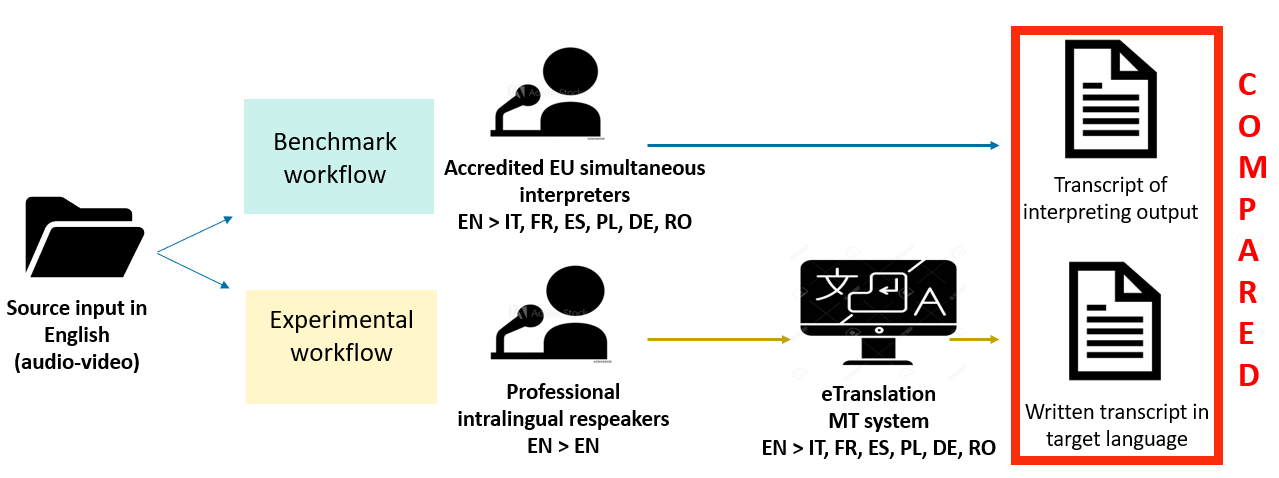 Source input in
English
(audio-video)
Benchmark
workflow
Accredited EU simultaneous
interpreters
EN > IT, FR, ES, PL, DE, RO
Transcript of
interpreting output
Experimental
workflow
Professional
intralingual respeakers
EN > EN
文
A
eTranslation
MT system
EN > IT, FR, ES, PL, DE, RO
Written transcript in
target language
COMPARED